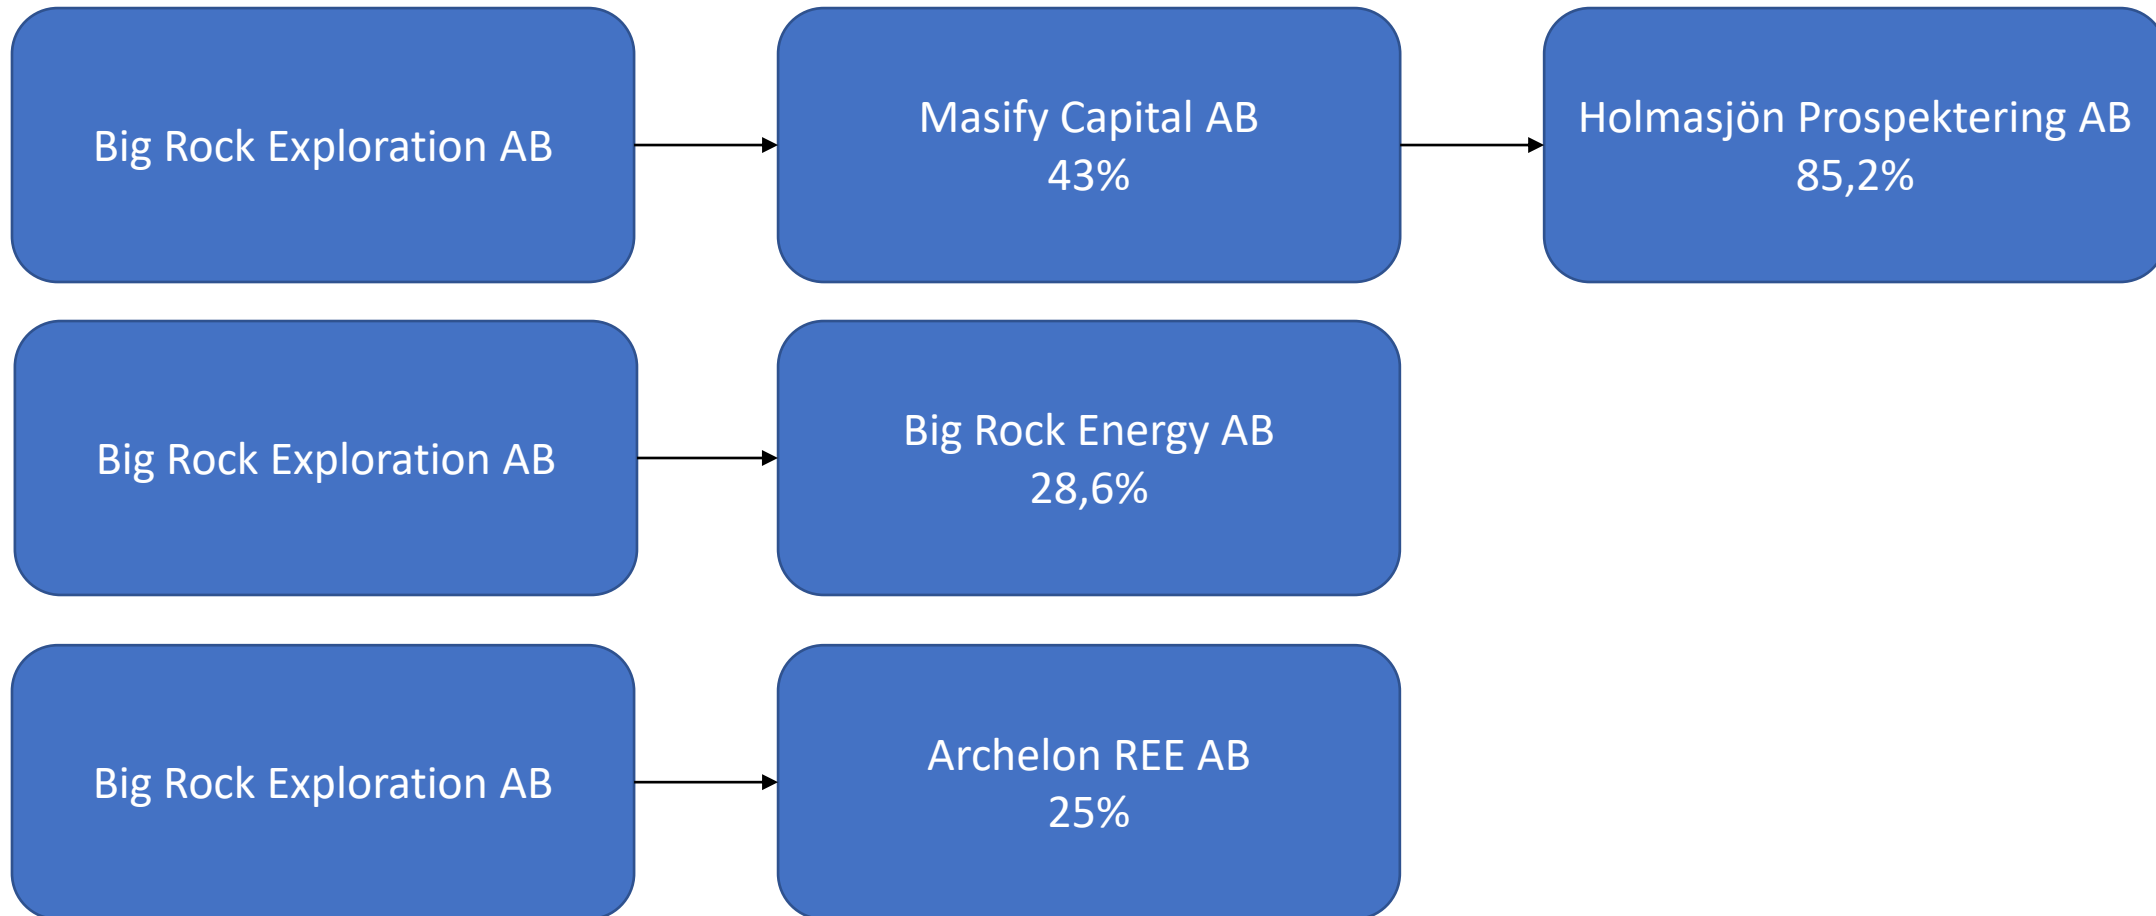 Big Rock Exploration AB
Masify Capital AB
43%
Holmasjön Prospektering AB
85,2%
Big Rock Exploration AB
Big Rock Energy AB
28,6%
Big Rock Exploration AB
Archelon REE AB
25%